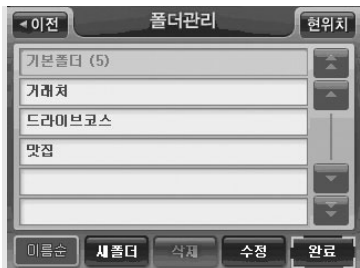 ◄이전 폴더관리 현위치
기본폴더 (5)
거래처
드라이브코스
맛집
이름순 새폴더 삭제 수정 완료